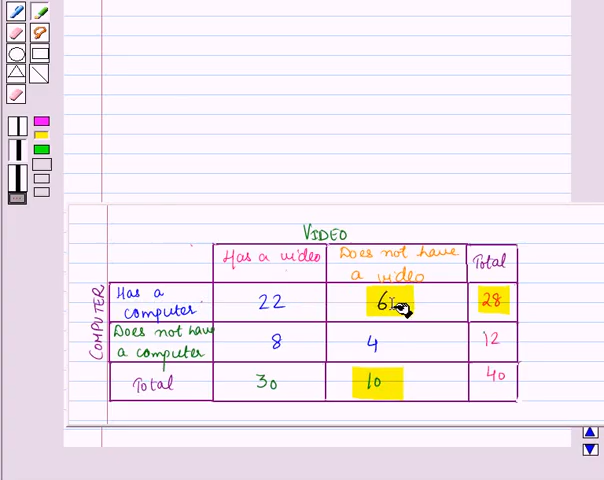 VIDEO
Has a video Does not have a video Total
COMPUTER
Has a computer 22 6 28
Does not have a computer 8 4 12
Total 30 10 40